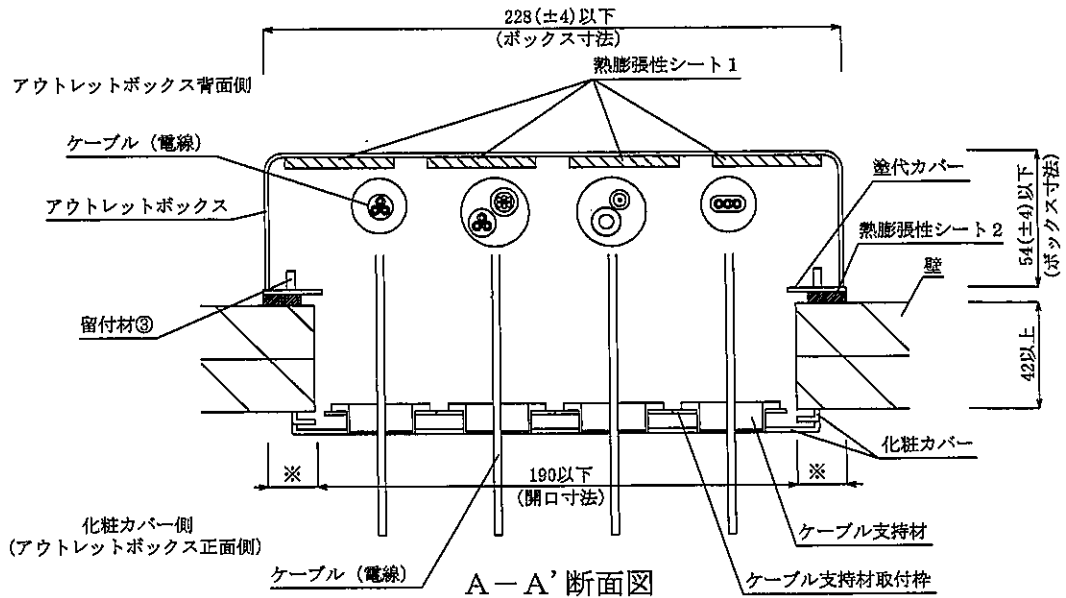 228(±4)以下
(ボックス寸法)
熱膨張性シート1
アウトレットボックス背面側
ケーブル（電線）
塗代カバー
アウトレットボックス
熱膨張性シート2
54(±4)以下
(ボックス寸法)
壁
留付材③
42以上
化粧カバー
※
190以下
(開口寸法)
※
化粧カバー側
(アウトレットボックス正面側)
ケーブル支持材
ケーブル（電線）
A－A’断面図
ケーブル支持材取付枠